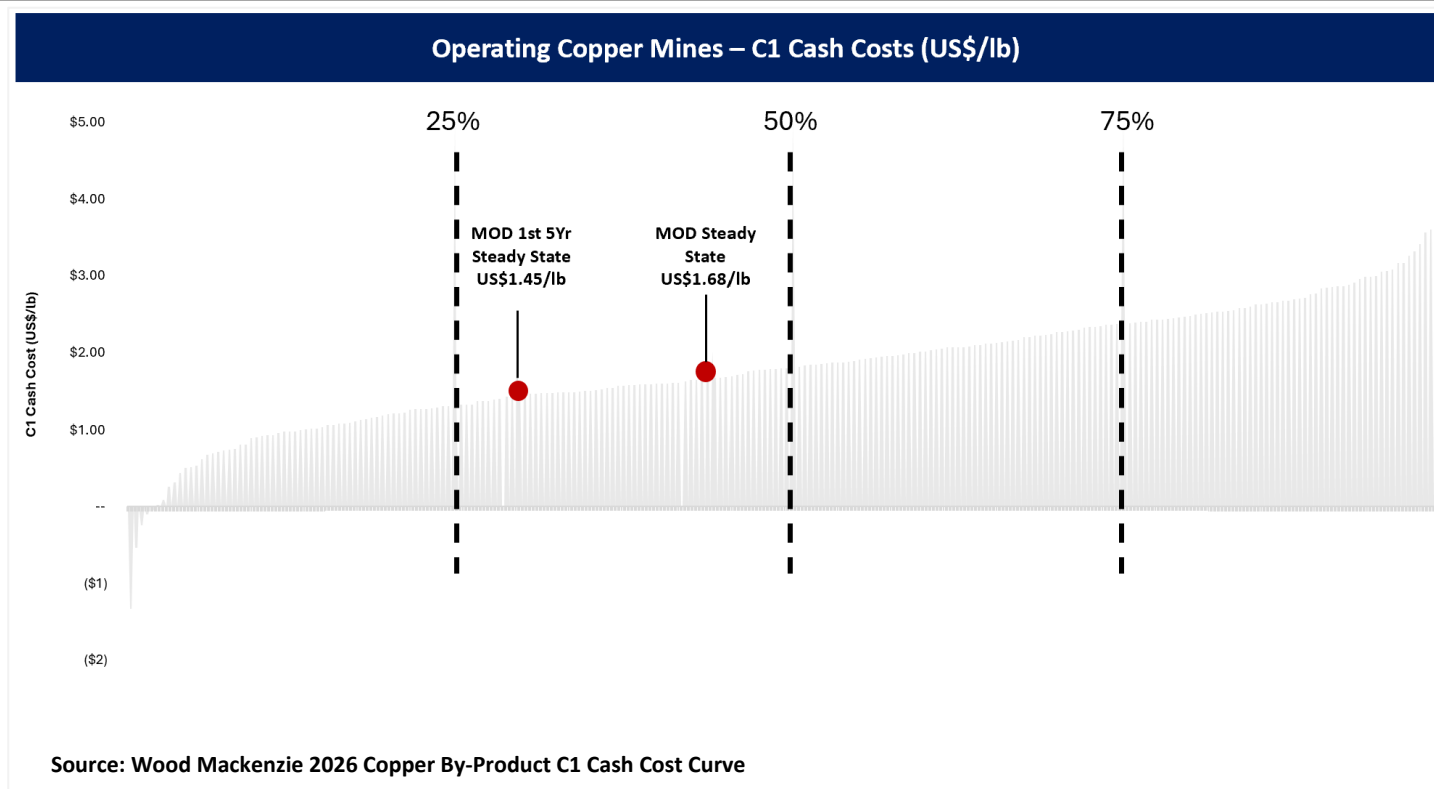 Operating Copper Mines – C1 Cash Costs (US$/lb)
$5.00
25%
50%
75%
$4.00
MOD 1st 5Yr
Steady State
US$1.45/lb
MOD Steady
State
US$1.68/lb
$3.00
C1 Cash Cost (US$/lb)
$2.00
$1.00
--
($1)
($2)
Source: Wood Mackenzie 2026 Copper By-Product C1 Cash Cost Curve